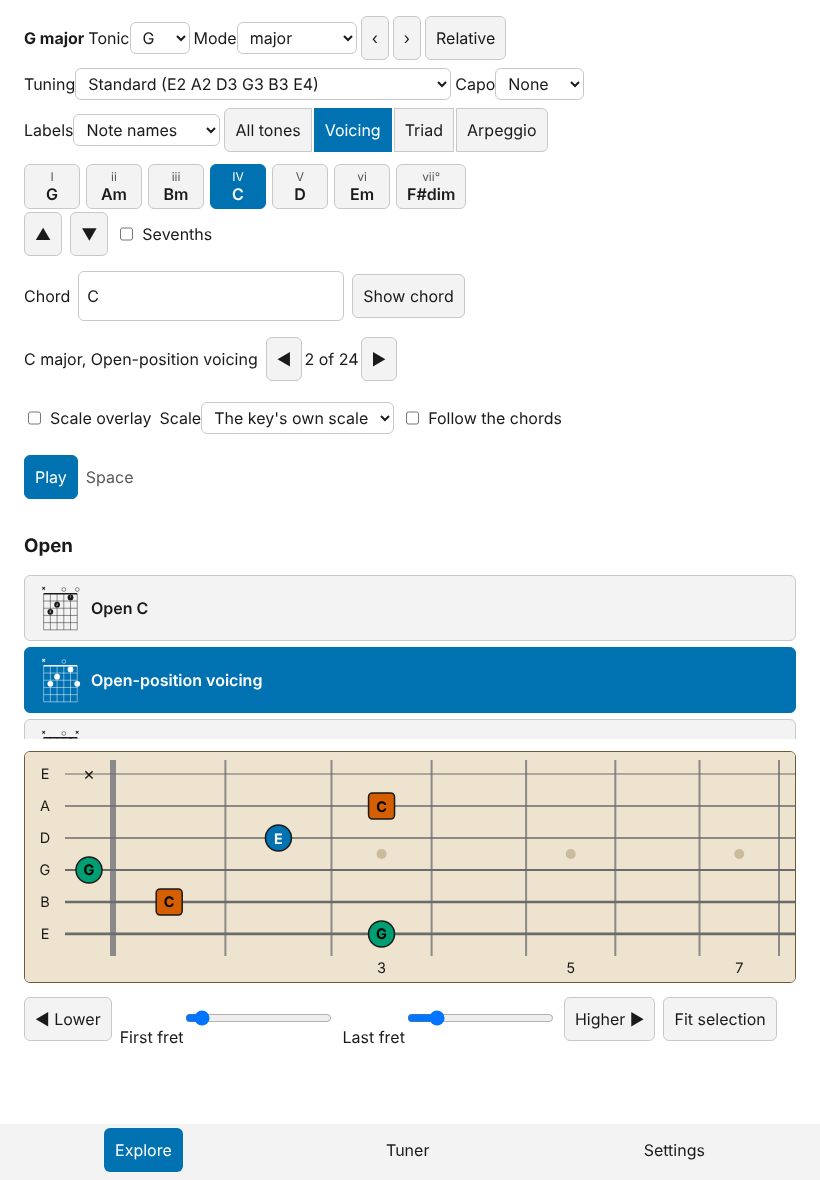 G major Tonic G Mode major ‹ › Relative
Tuning Standard (E2 A2 D3 G3 B3 E4) Capo None
Labels Note names All tones Voicing Triad Arpeggio
I ii iii IV V vi vii°
G Am Bm C D Em F#dim
▲ ▼ Sevenths
Chord C Show chord
C major, Open-position voicing ◀ 2 of 24 ▶
Scale overlay Scale The key's own scale Follow the chords
Play Space
Open
Open C
Open-position voicing
E ×
A C
D E
G G
B C
E G
3 5 7
◀ Lower First fret Last fret Higher ▶ Fit selection
Explore Tuner Settings